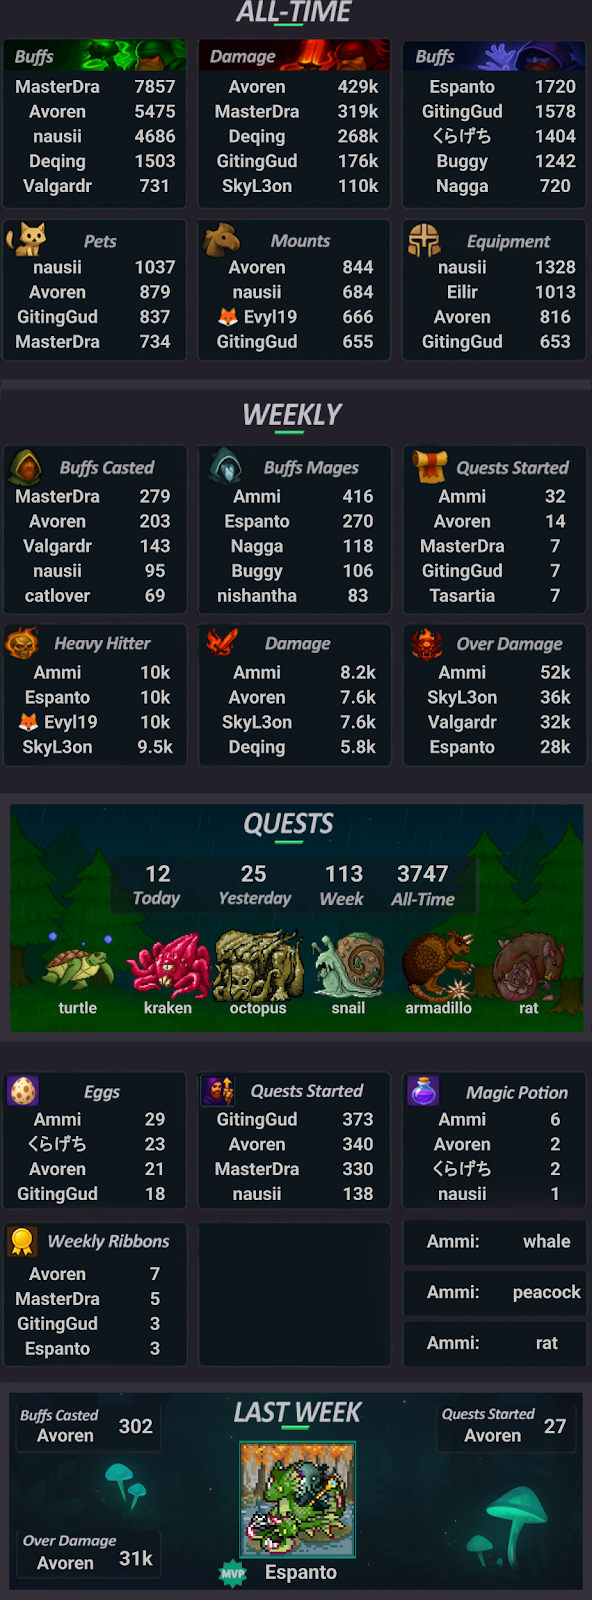 ALL-TIME
Buffs
MasterDra 7857
Avoren 5475
nausii 4686
Deqing 1503
Valgardr 731
Damage
Avoren 429k
MasterDra 319k
Deqing 268k
GitingGud 176k
SkyL3on 110k
Buffs
Espanto 1720
GitingGud 1578
くらげち 1404
Buggy 1242
Nagga 720
Pets
nausii 1037
Avoren 879
GitingGud 837
MasterDra 734
Mounts
Avoren 844
nausii 684
🦊 Evyl19 666
GitingGud 655
Equipment
nausii 1328
Eilir 1013
Avoren 816
GitingGud 653
WEEKLY
Buffs Casted
MasterDra 279
Avoren 203
Valgardr 143
nausii 95
catlover 69
Buffs Mages
Ammi 416
Espanto 270
Nagga 118
Buggy 106
nishantha 83
Quests Started
Ammi 32
Avoren 14
MasterDra 7
GitingGud 7
Tasartia 7
Heavy Hitter
Ammi 10k
Espanto 10k
🦊 Evyl19 10k
SkyL3on 9.5k
Damage
Ammi 8.2k
Avoren 7.6k
SkyL3on 7.6k
Deqing 5.8k
Over Damage
Ammi 52k
SkyL3on 36k
Valgardr 32k
Espanto 28k
QUESTS
12 25 113 3747
Today Yesterday Week All-Time
turtle kraken octopus snail armadillo rat
Eggs
Ammi 29
くらげち 23
Avoren 21
GitingGud 18
Quests Started
GitingGud 373
Avoren 340
MasterDra 330
nausii 138
Magic Potion
Ammi 6
Avoren 2
くらげち 2
nausii 1
Weekly Ribbons
Avoren 7
MasterDra 5
GitingGud 3
Espanto 3
Ammi: whale
Ammi: peacock
Ammi: rat
LAST WEEK
Buffs Casted
Avoren 302
Quests Started
Avoren 27
Over Damage
Avoren 31k
MVP Espanto